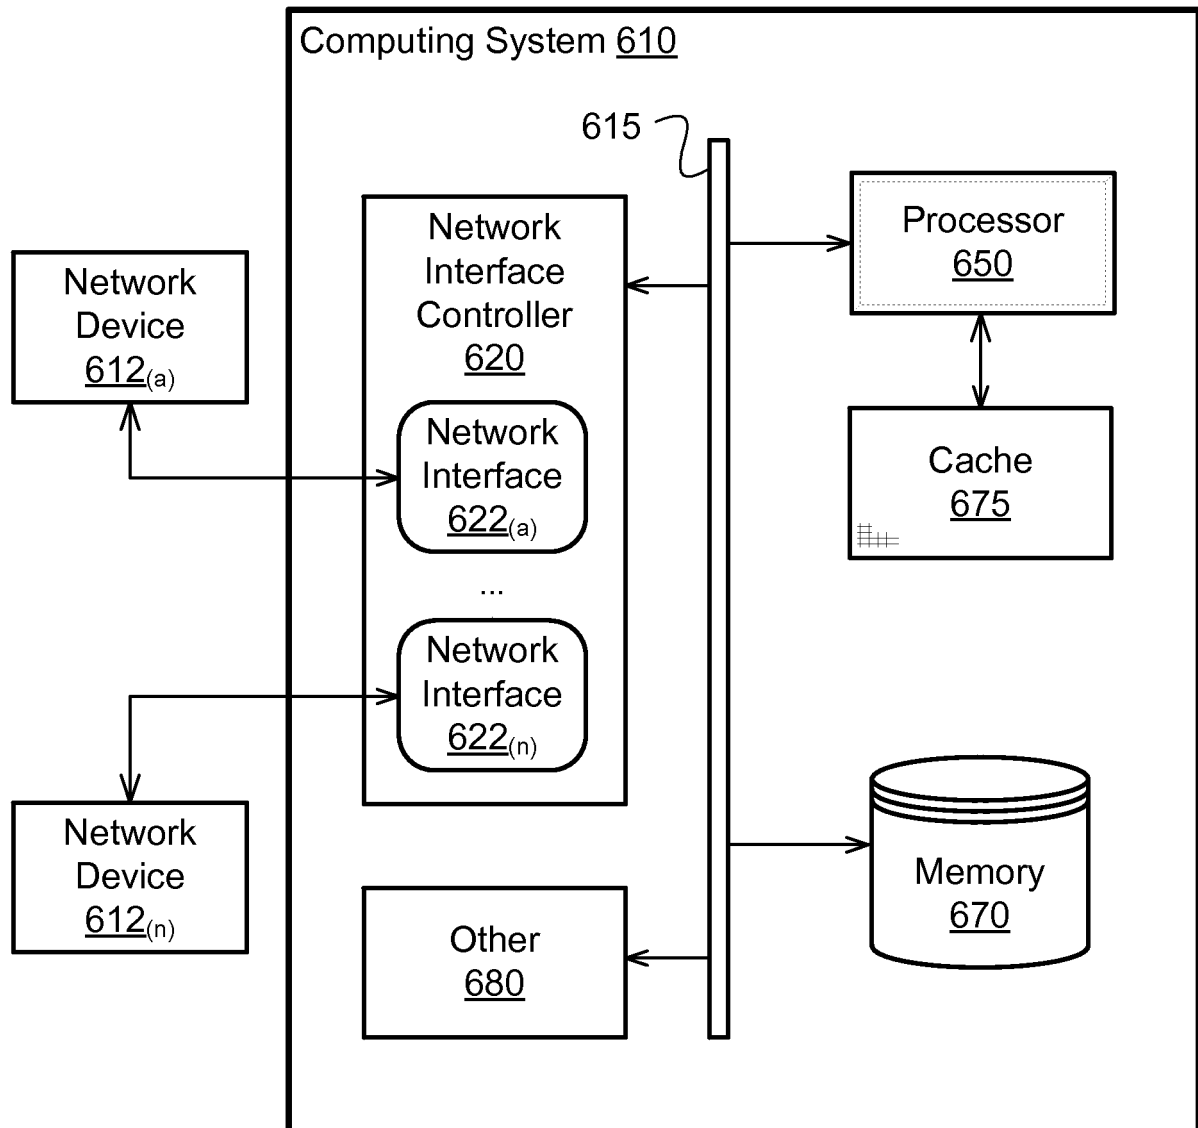 Computing System 610
615
Network
Interface
Controller
620
Processor
650
Network
Device
612(a)
Network
Interface
622(a)
Cache
675
...
Network
Interface
622(n)
Network
Device
612(n)
Memory
670
Other
680